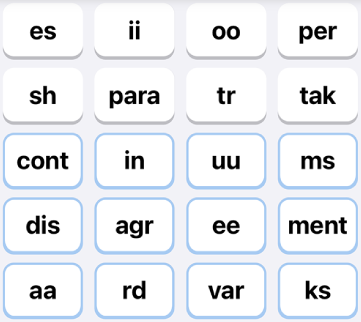 es ii oo per
sh para tr tak
cont in uu ms
dis agr ee ment
aa rd var ks